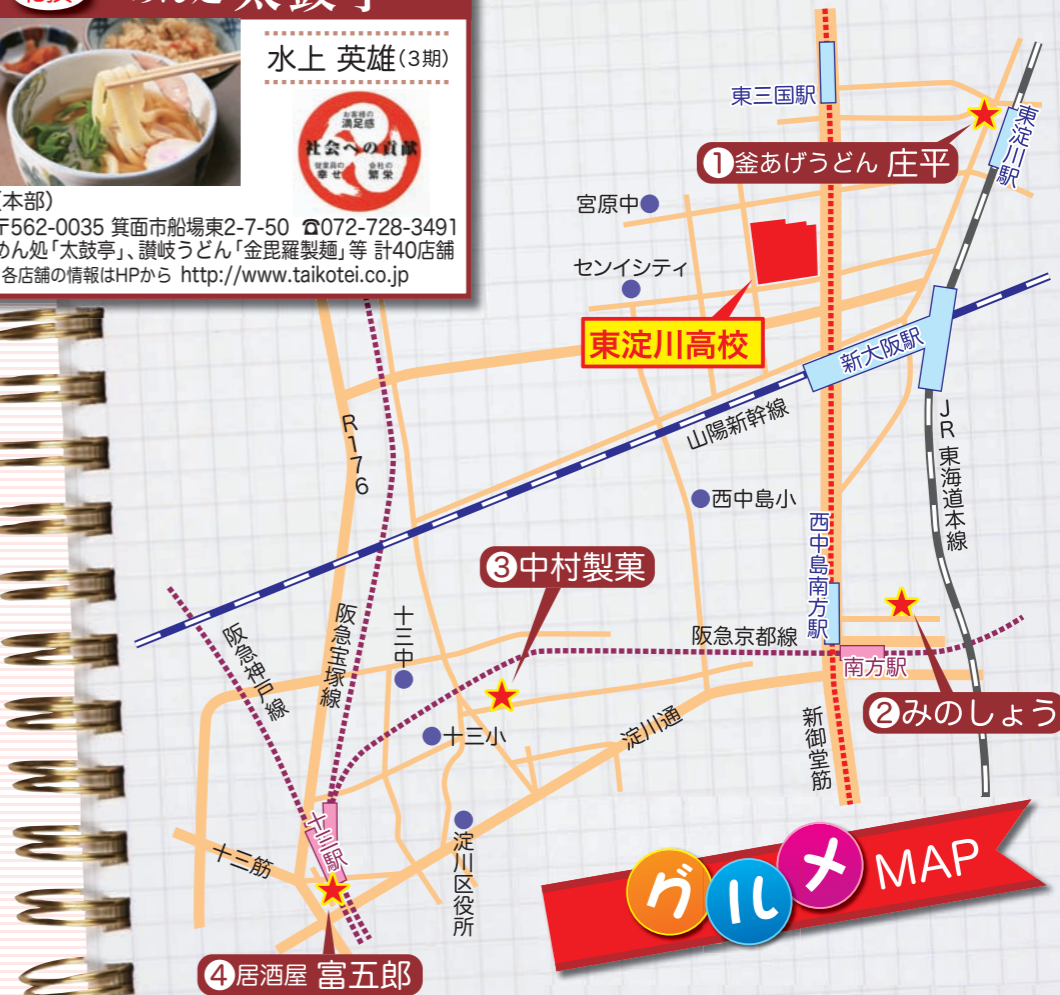 太鼓亭
水上 英雄(3期)
お客様の
満足感
社会への貢献
従業員の
幸せ
会社の
繁栄
(本部)
〒562-0035 箕面市船場東2-7-50 ☎072-728-3491
めん処「太鼓亭」、讃岐うどん「金毘羅製麺」等 計40店舗
各店舗の情報はHPから http://www.taikotei.co.jp
東三国駅
東淀川駅
❶釜あげうどん 庄平
宮原中
センイシティ
東淀川高校
新大阪駅
山陽新幹線
JR東海道本線
R176
西中島小
西中島南方駅
❸中村製菓
阪急神戸線
阪急宝塚線
十三中
阪急京都線
南方駅
❷みのしょう
十三小
淀川通
新御堂筋
十三駅
十三筋
淀川区役所
❹居酒屋 富五郎
グルメ MAP